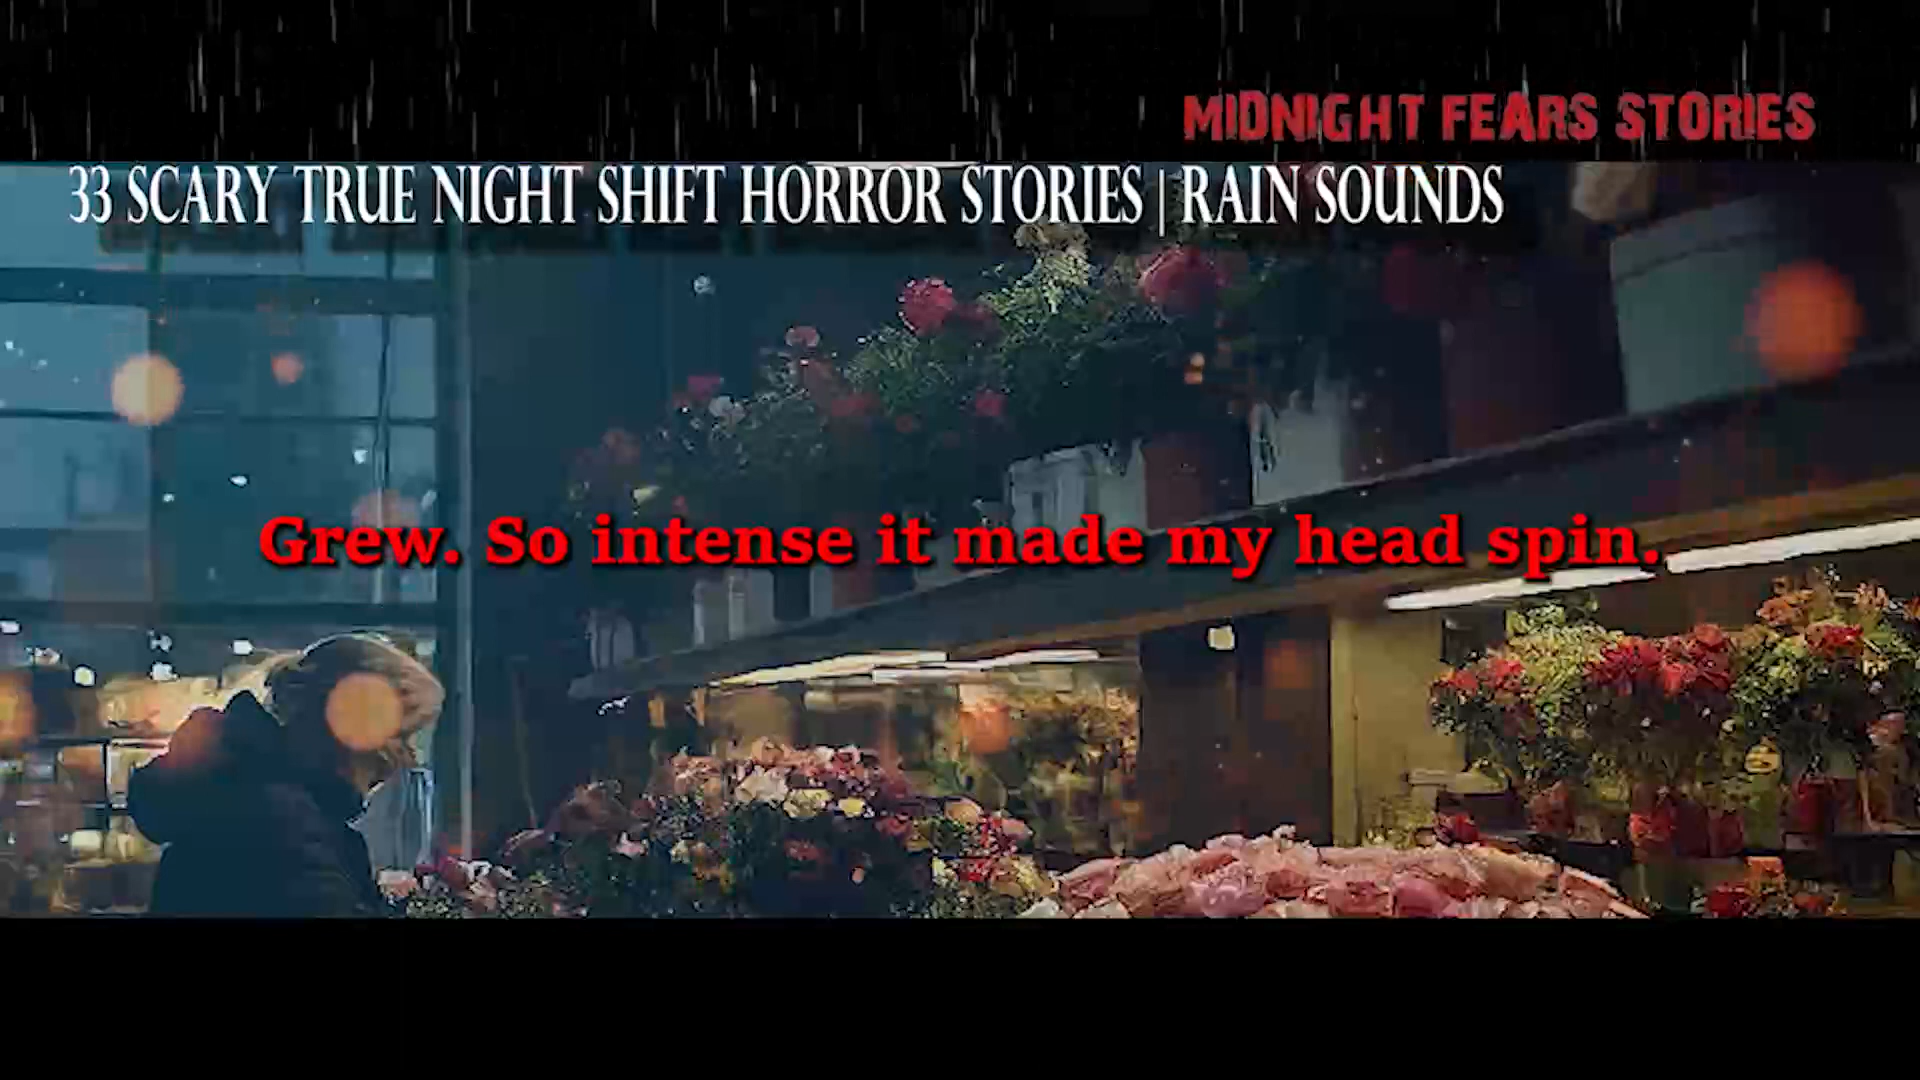 MIDNIGHT FEARS STORIES
33 SCARY TRUE NIGHT SHIFT HORROR STORIES | RAIN SOUNDS
Grew. So intense it made my head spin.